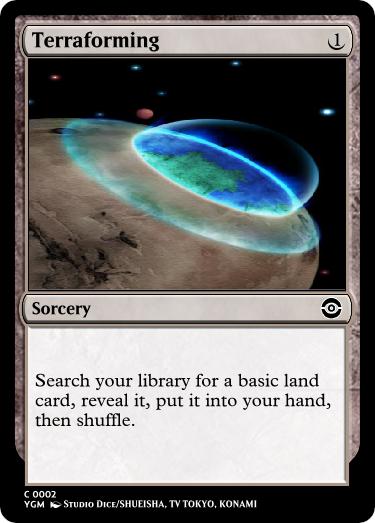 Terraforming 1
Sorcery
Search your library for a basic land
card, reveal it, put it into your hand,
then shuffle.
C 0002
YGM Studio Dice/SHUEISHA, TV TOKYO, KONAMI